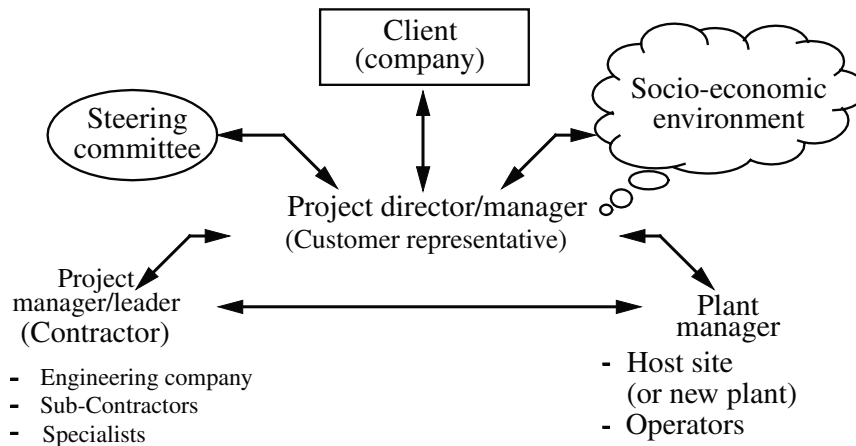 Client
(company)
Steering
committee
Socio-economic
environment
Project director/manager
(Customer representative)
Project
manager/leader
(Contractor)
- Engineering company
- Sub-Contractors
- Specialists
Plant
manager
- Host site
(or new plant)
- Operators